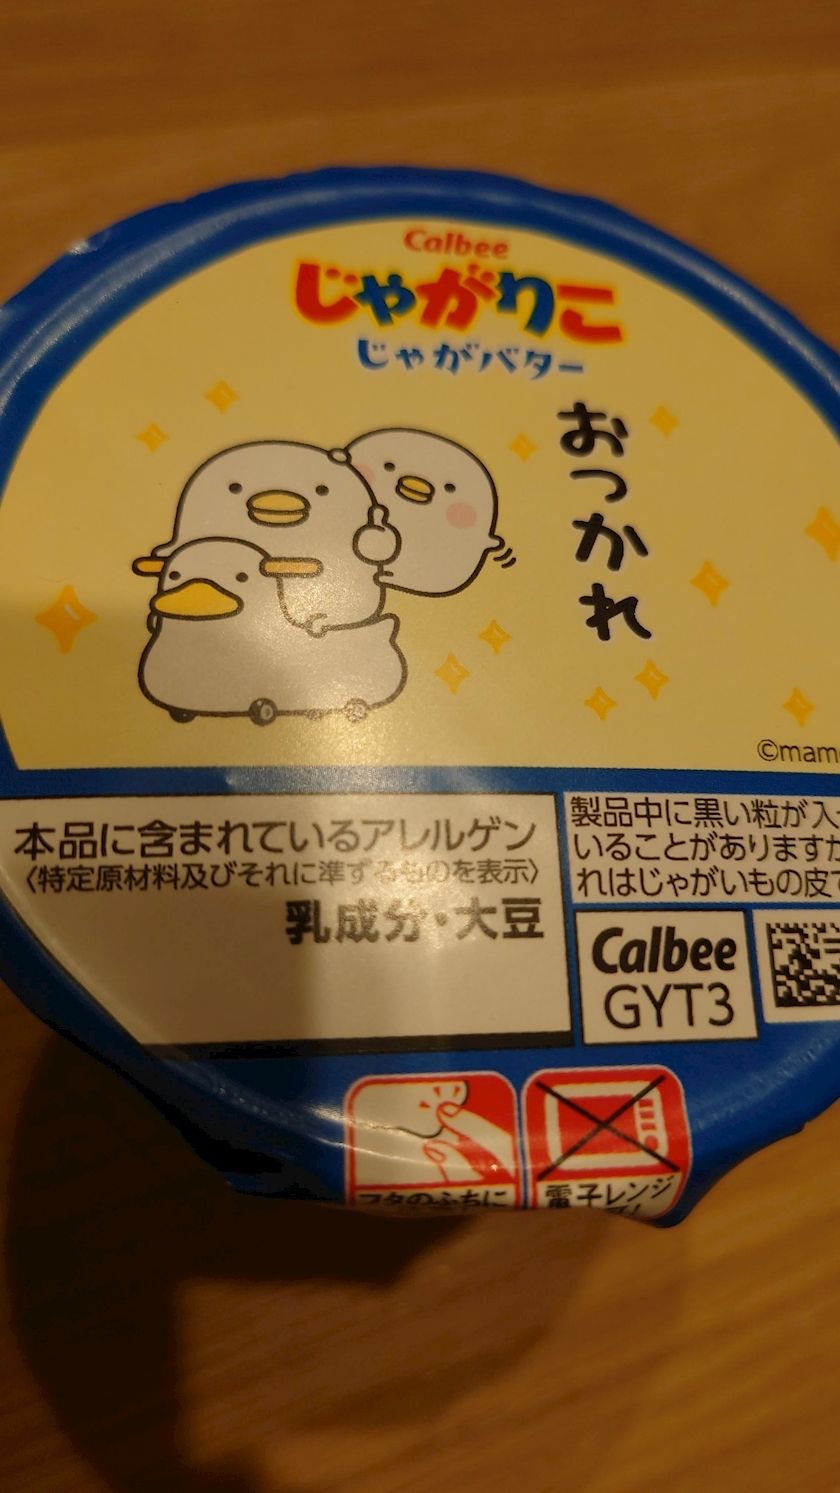 Calbee
じゃがりこ
じゃがバター
おつかれ
©mam
本品に含まれているアレルゲン
〈特定原材料及びそれに準ずるものを表示〉
乳成分・大豆
製品中に黒い粒が入
いることがありますが
れはじゃがいもの皮で
Calbee
GYT3
フタのふちに
電子レンジ